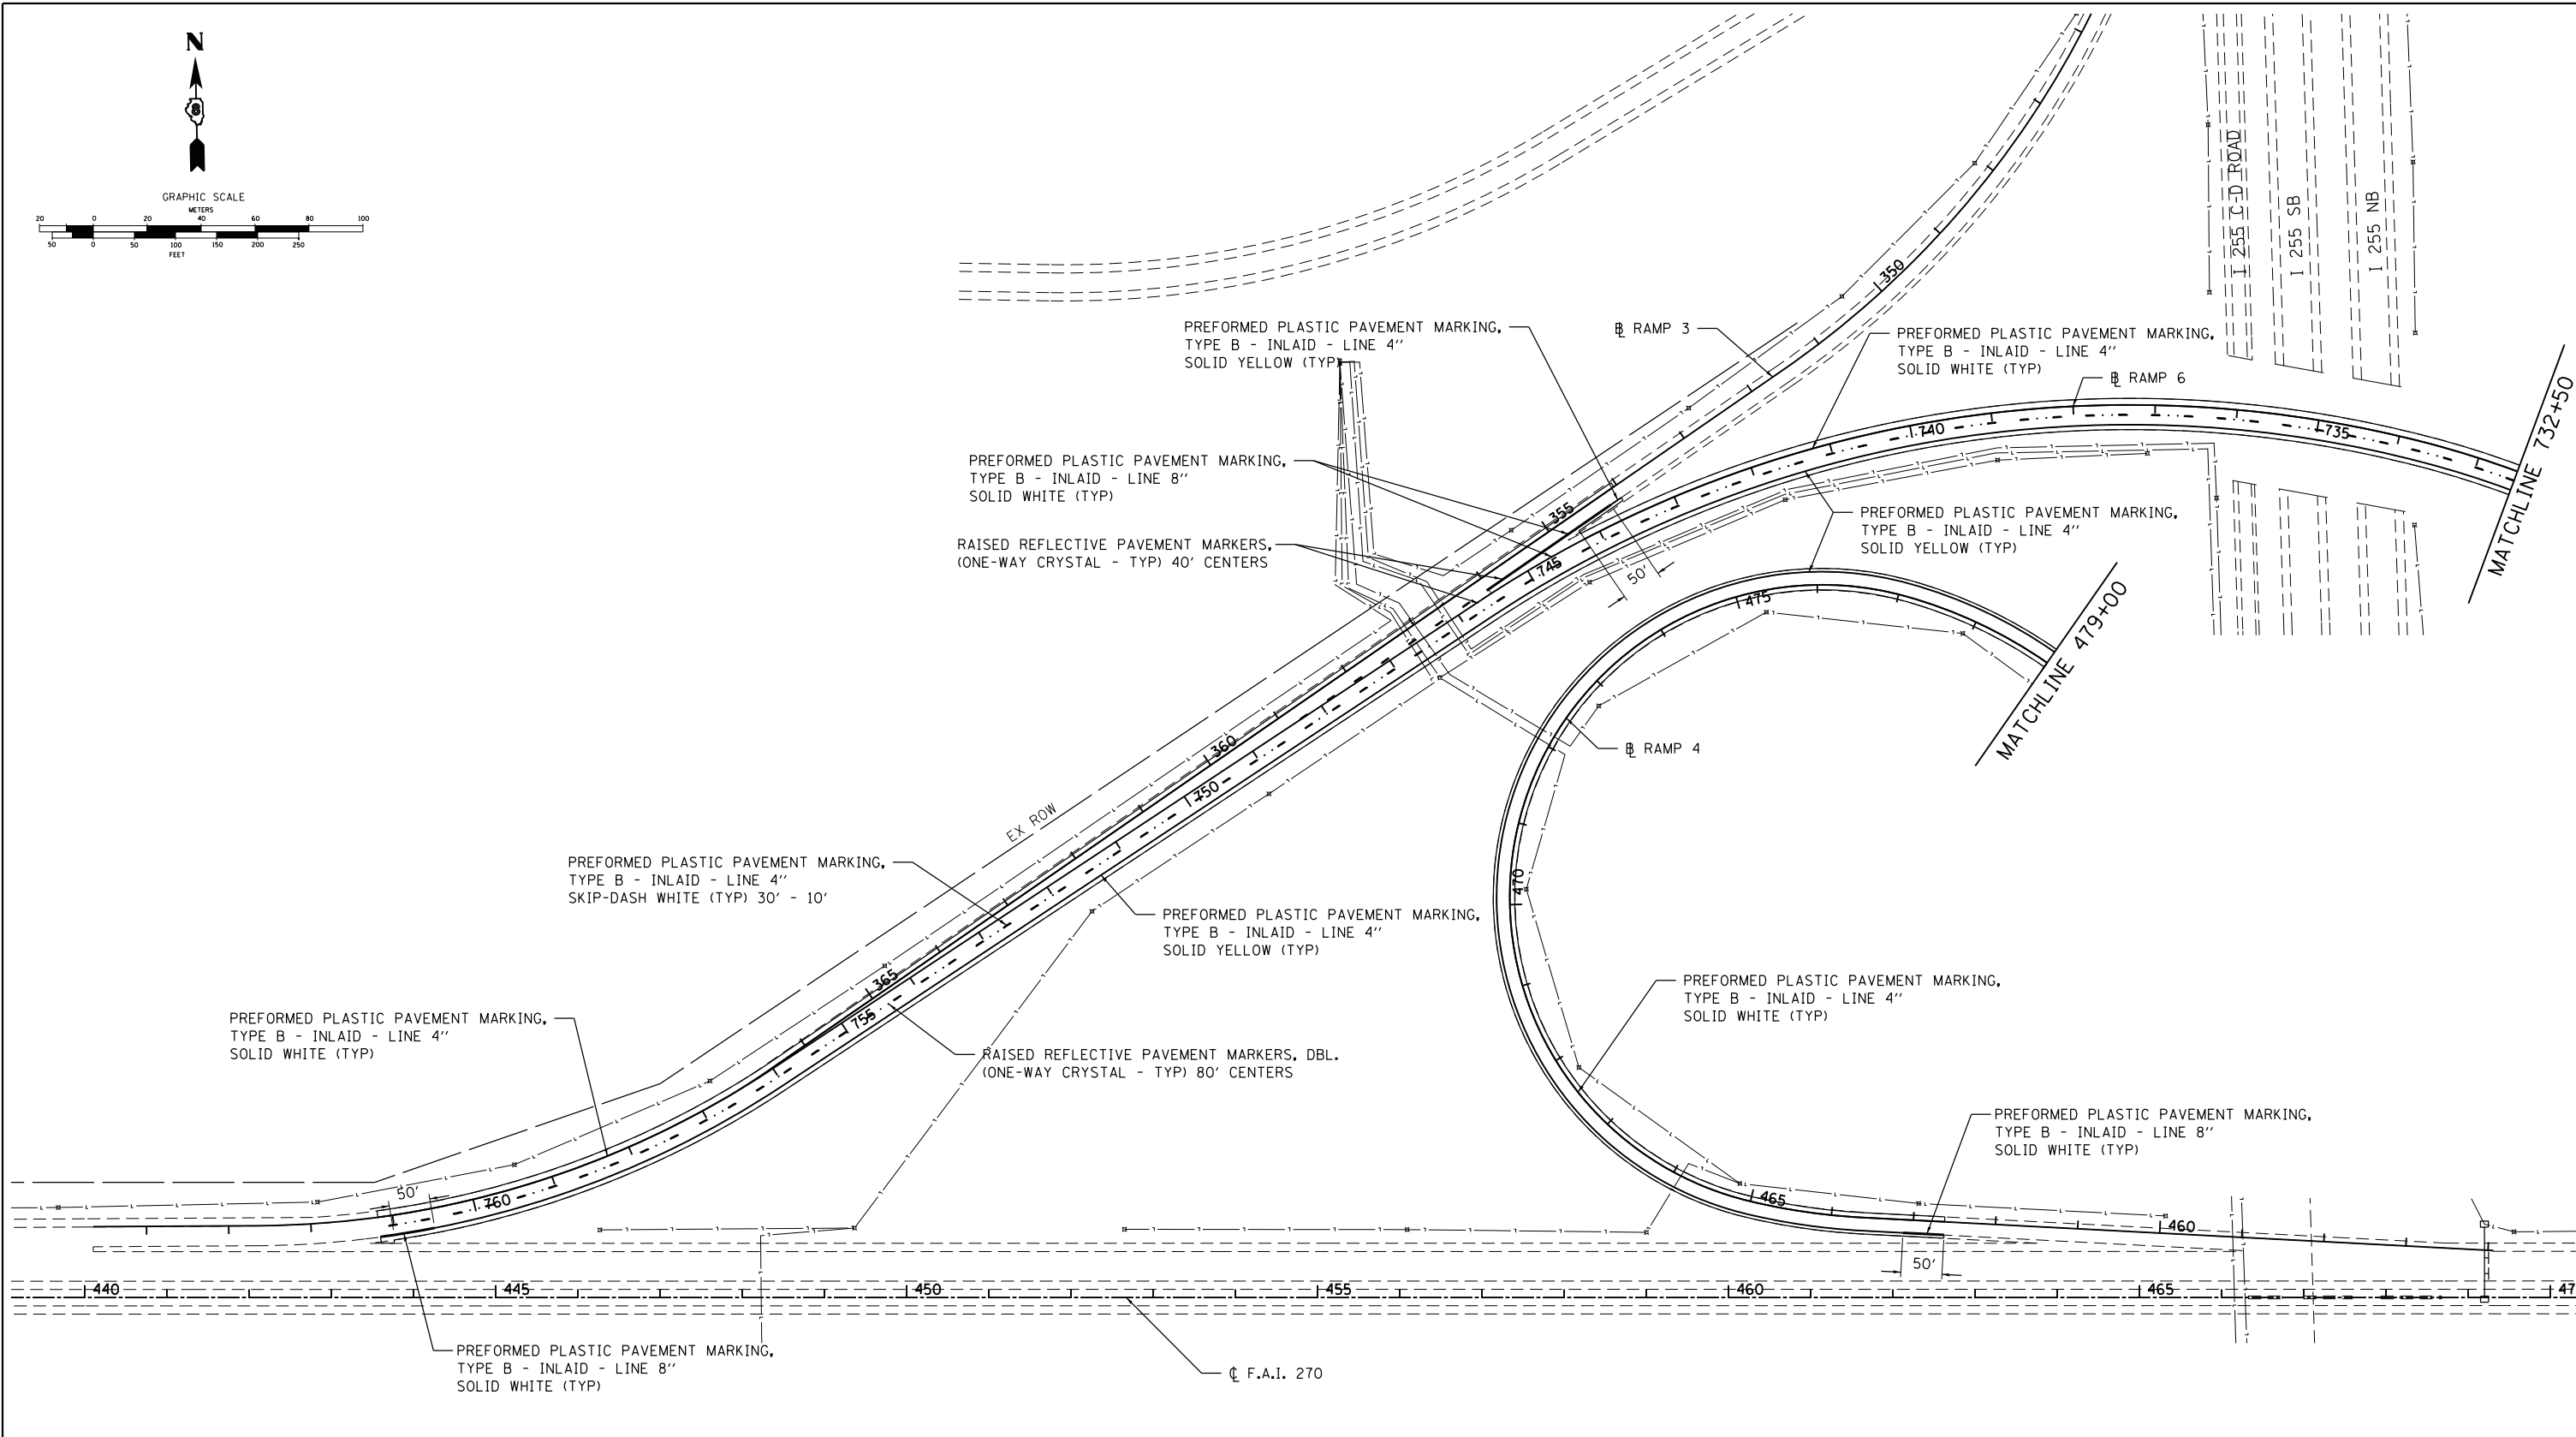 N
8
GRAPHIC SCALE
METERS
20 0 20 40 60 80 100
50 0 50 100 150 200 250
FEET
I 255 C-D ROAD
I 255 SB
I 255 NB
350
PREFORMED PLASTIC PAVEMENT MARKING,
TYPE B - INLAID - LINE 4''
SOLID YELLOW (TYP)
℄ RAMP 3
PREFORMED PLASTIC PAVEMENT MARKING,
TYPE B - INLAID - LINE 4''
SOLID WHITE (TYP)
℄ RAMP 6
740
735
MATCHLINE 732+50
PREFORMED PLASTIC PAVEMENT MARKING,
TYPE B - INLAID - LINE 8''
SOLID WHITE (TYP)
355
745
50'
RAISED REFLECTIVE PAVEMENT MARKERS,
(ONE-WAY CRYSTAL - TYP) 40' CENTERS
PREFORMED PLASTIC PAVEMENT MARKING,
TYPE B - INLAID - LINE 4''
SOLID YELLOW (TYP)
475
MATCHLINE 479+00
℄ RAMP 4
360
750
EX ROW
PREFORMED PLASTIC PAVEMENT MARKING,
TYPE B - INLAID - LINE 4''
SKIP-DASH WHITE (TYP) 30' - 10'
470
PREFORMED PLASTIC PAVEMENT MARKING,
TYPE B - INLAID - LINE 4''
SOLID YELLOW (TYP)
365
755
PREFORMED PLASTIC PAVEMENT MARKING,
TYPE B - INLAID - LINE 4''
SOLID WHITE (TYP)
PREFORMED PLASTIC PAVEMENT MARKING,
TYPE B - INLAID - LINE 4''
SOLID WHITE (TYP)
RAISED REFLECTIVE PAVEMENT MARKERS, DBL.
(ONE-WAY CRYSTAL - TYP) 80' CENTERS
PREFORMED PLASTIC PAVEMENT MARKING,
TYPE B - INLAID - LINE 8''
SOLID WHITE (TYP)
50'
760
465
460
50'
440 445 450 455 460 465 47
PREFORMED PLASTIC PAVEMENT MARKING,
TYPE B - INLAID - LINE 8''
SOLID WHITE (TYP)
℄ F.A.I. 270